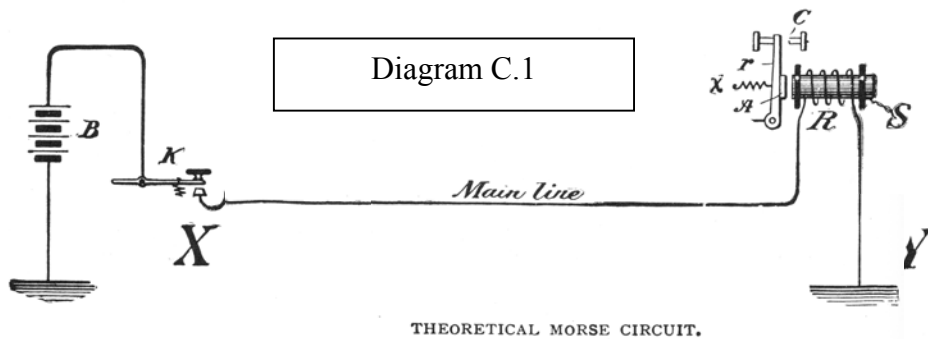 Diagram C.1
C
r
χ
A
R
S
B
K
Main line
X
Y
THEORETICAL MORSE CIRCUIT.